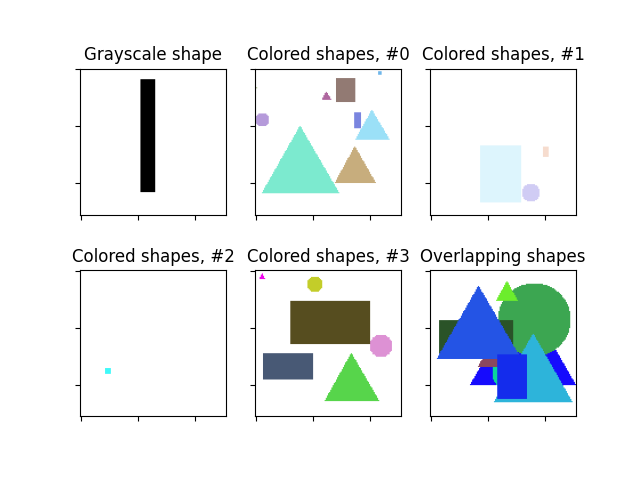 Grayscale shape
Colored shapes, #0
Colored shapes, #1
Colored shapes, #2
Colored shapes, #3
Overlapping shapes